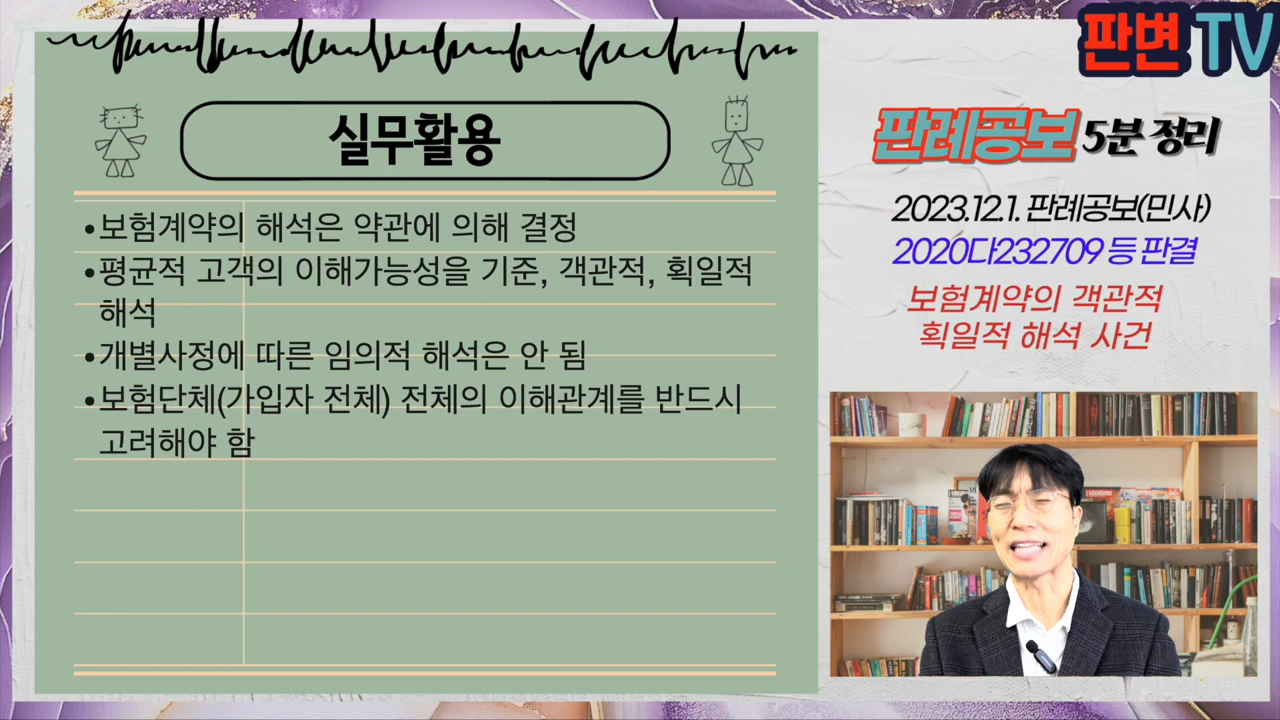 판변 TV
실무활용
•보험계약의 해석은 약관에 의해 결정
•평균적 고객의 이해가능성을 기준, 객관적, 획일적
해석
•개별사정에 따른 임의적 해석은 안 됨
•보험단체(가입자 전체) 전체의 이해관계를 반드시
고려해야 함
판례공보 5분 정리
2023.12.1. 판례공보(민사)
2020다232709 등 판결
보험계약의 객관적
획일적 해석 사건